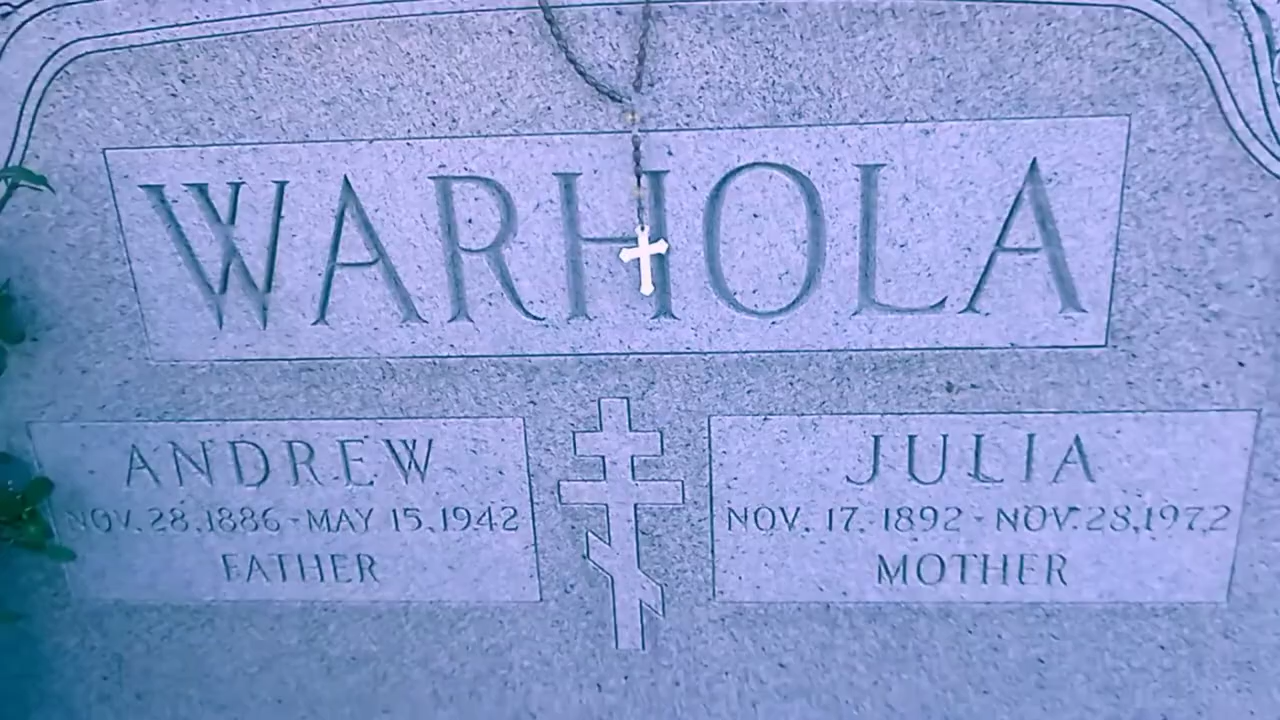 WARHOLA
ANDREW
NOV. 28, 1886 - MAY 15, 1942
FATHER
JULIA
NOV. 17, 1892 - NOV. 28, 1972
MOTHER